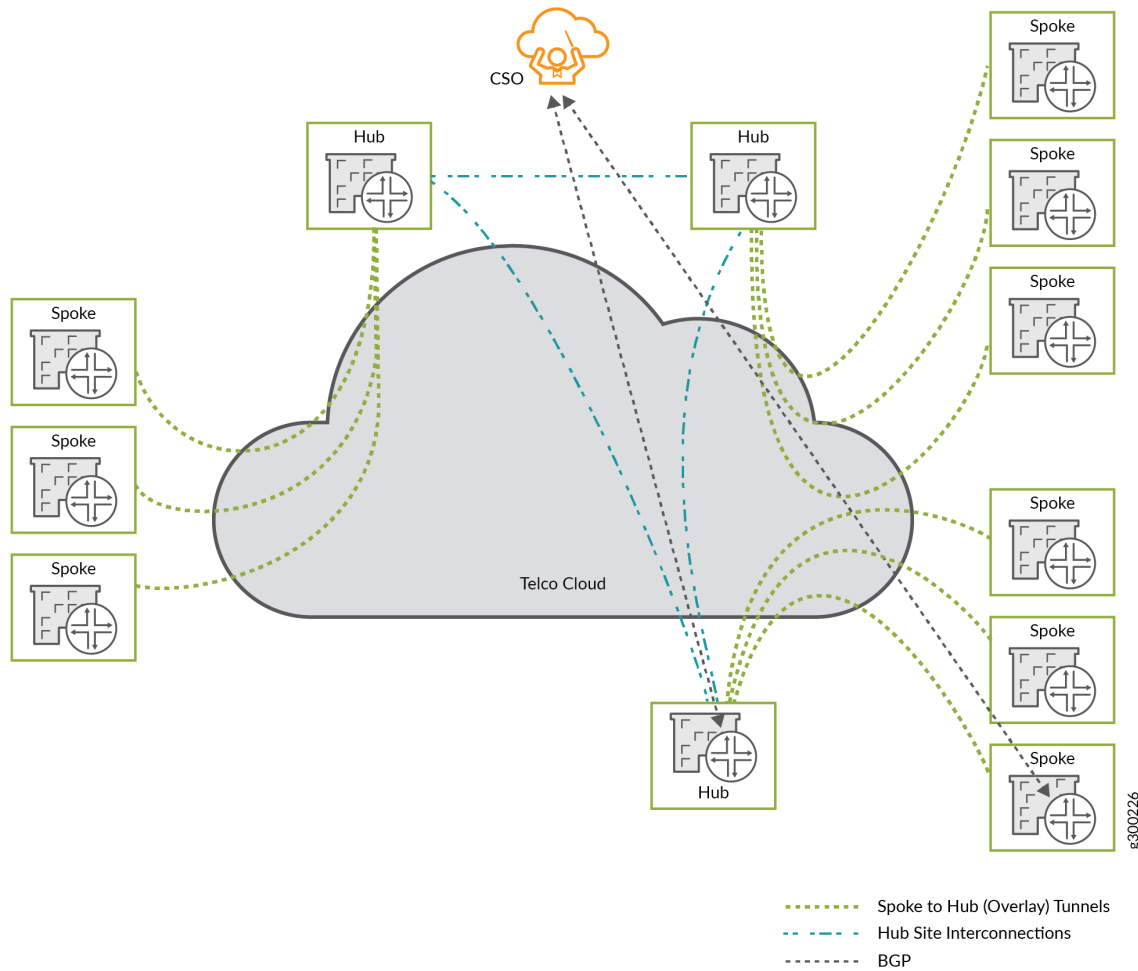 Spoke
CSO
Hub
Hub
Spoke
Spoke
Spoke
Spoke
Spoke
Telco Cloud
Spoke
Spoke
Spoke
Hub
Spoke
g300226
Spoke to Hub (Overlay) Tunnels
Hub Site Interconnections
BGP